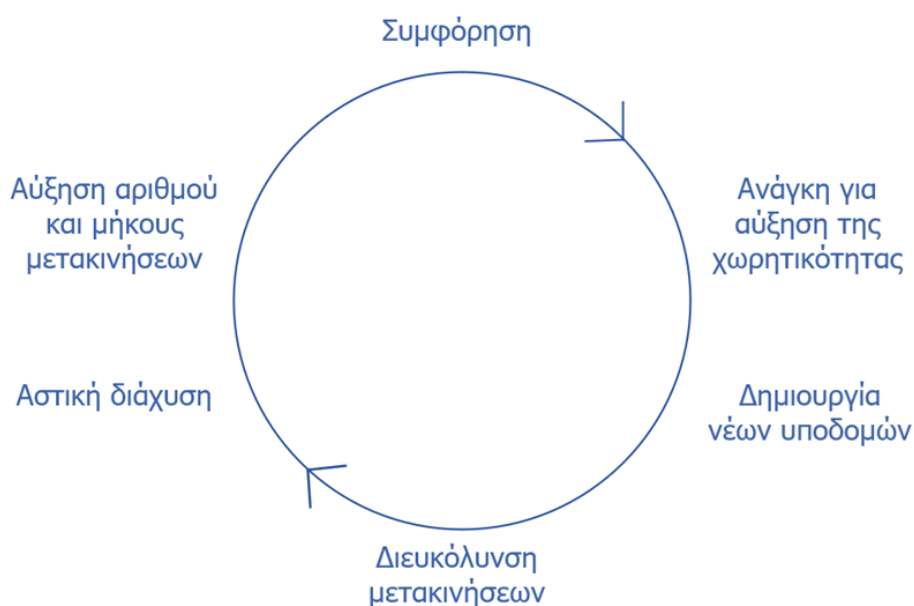 Συμφόρηση
Ανάγκη για
αύξηση της
χωρητικότητας
Δημιουργία
νέων υποδομών
Διευκόλυνση
μετακινήσεων
Αστική διάχυση
Αύξηση αριθμού
και μήκους
μετακινήσεων